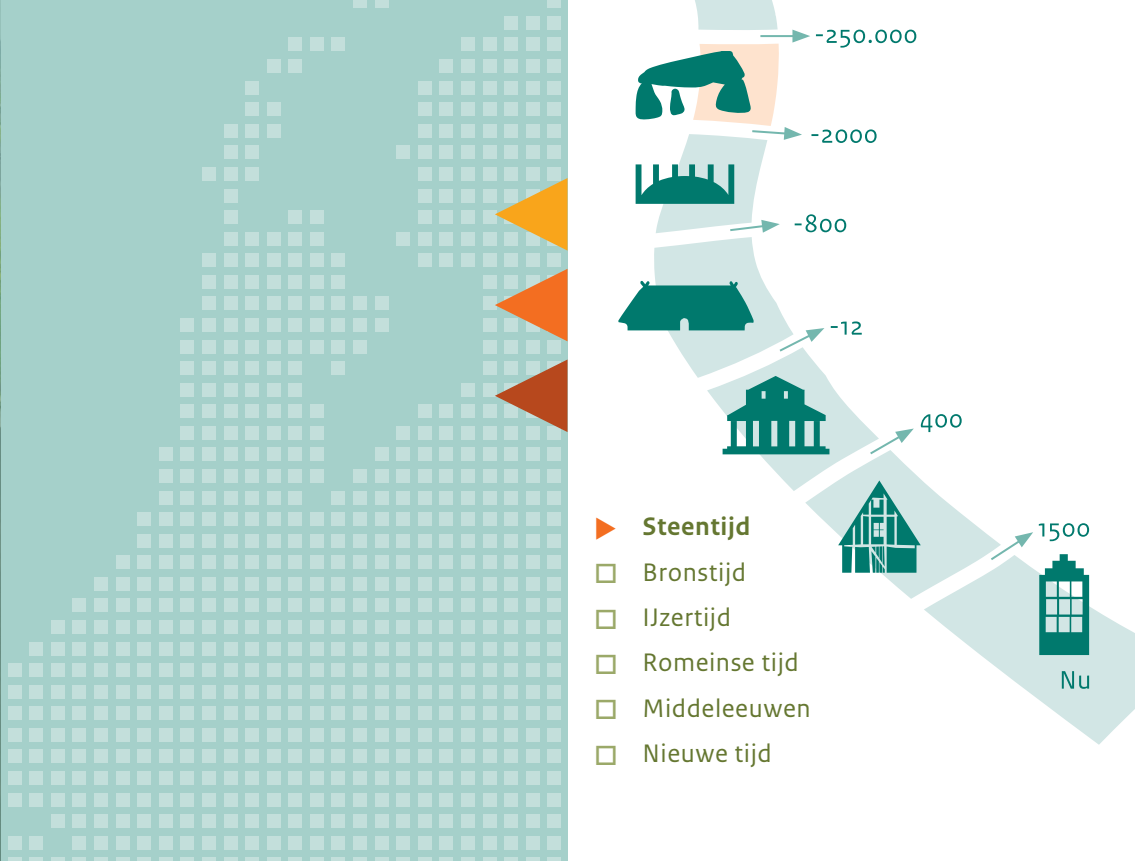 -250.000
-2000
-800
-12
400
1500
Nu
Steentijd
Bronstijd
IJzertijd
Romeinse tijd
Middeleeuwen
Nieuwe tijd